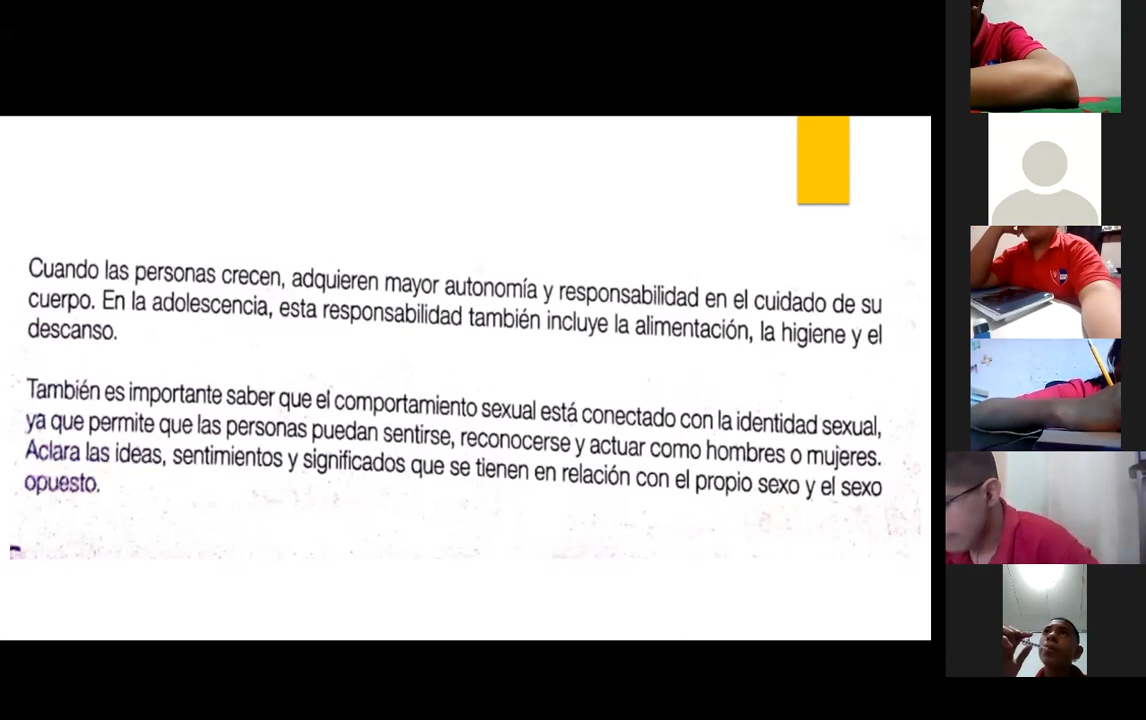 Cuando las personas crecen, adquieren mayor autonomía y responsabilidad en el cuidado de su
cuerpo. En la adolescencia, esta responsabilidad también incluye la alimentación, la higiene y el
descanso.
También es importante saber que el comportamiento sexual está conectado con la identidad sexual,
ya que permite que las personas puedan sentirse, reconocerse y actuar como hombres o mujeres.
Aclara las ideas, sentimientos y significados que se tienen en relación con el propio sexo y el sexo
opuesto.